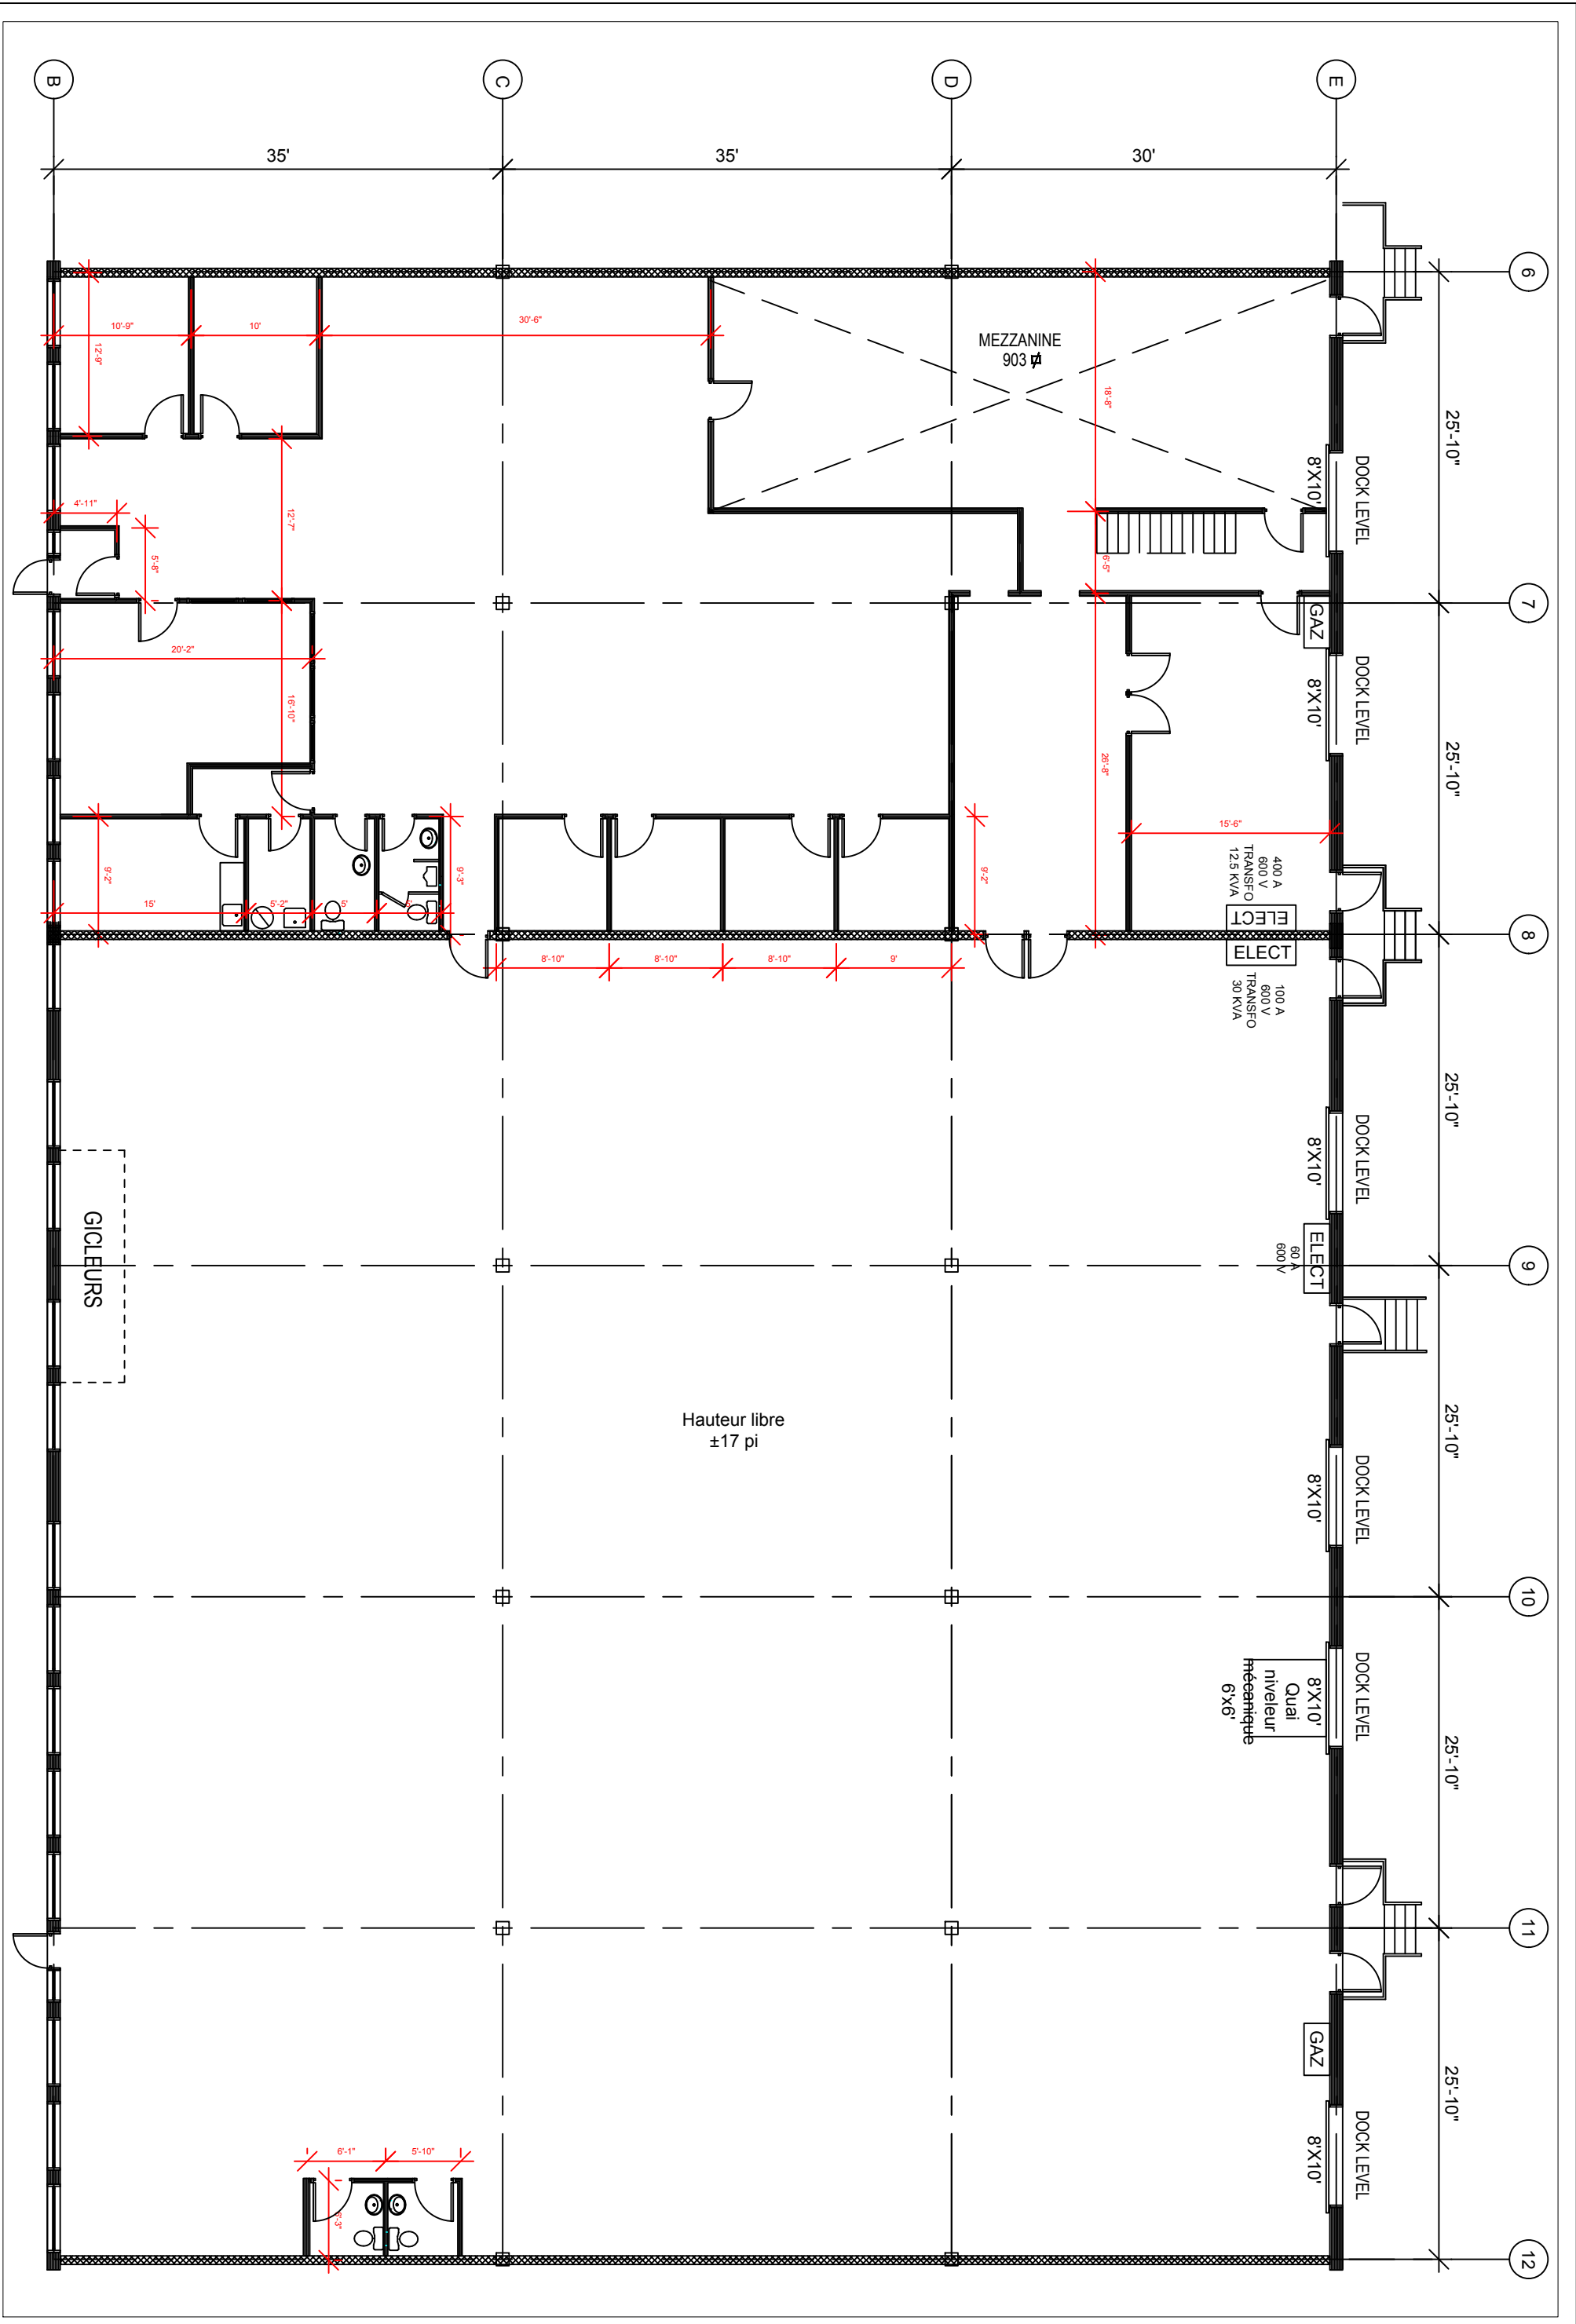 B
C
D
E
35'
35'
30'
6
7
8
9
10
11
12
25'-10"
25'-10"
25'-10"
25'-10"
25'-10"
25'-10"
10'-9"
10'
30'-6"
12'-9"
MEZZANINE
903
18'-8"
DOCK LEVEL
8'X10'
4'-11"
5'-8"
12'-7"
6'-5"
GAZ
DOCK LEVEL
8'X10'
20'-2"
16'-10"
26'-8"
15'-6"
9'-2"
9'-3"
9'-2"
15'
5'-2"
5'
5'
400 A
600 V
TRANSFO
12.5 KVA
ELECT
ELECT
100 A
600 V
TRANSFO
30 KVA
8'-10"
8'-10"
8'-10"
9'
DOCK LEVEL
8'X10'
GICLEURS
ELECT
60 A
600 V
Hauteur libre
±17 pi
DOCK LEVEL
8'X10'
DOCK LEVEL
8'X10'
Quai
niveleur
mécanique
6'x6'
GAZ
DOCK LEVEL
8'X10'
6'-1"
5'-10"